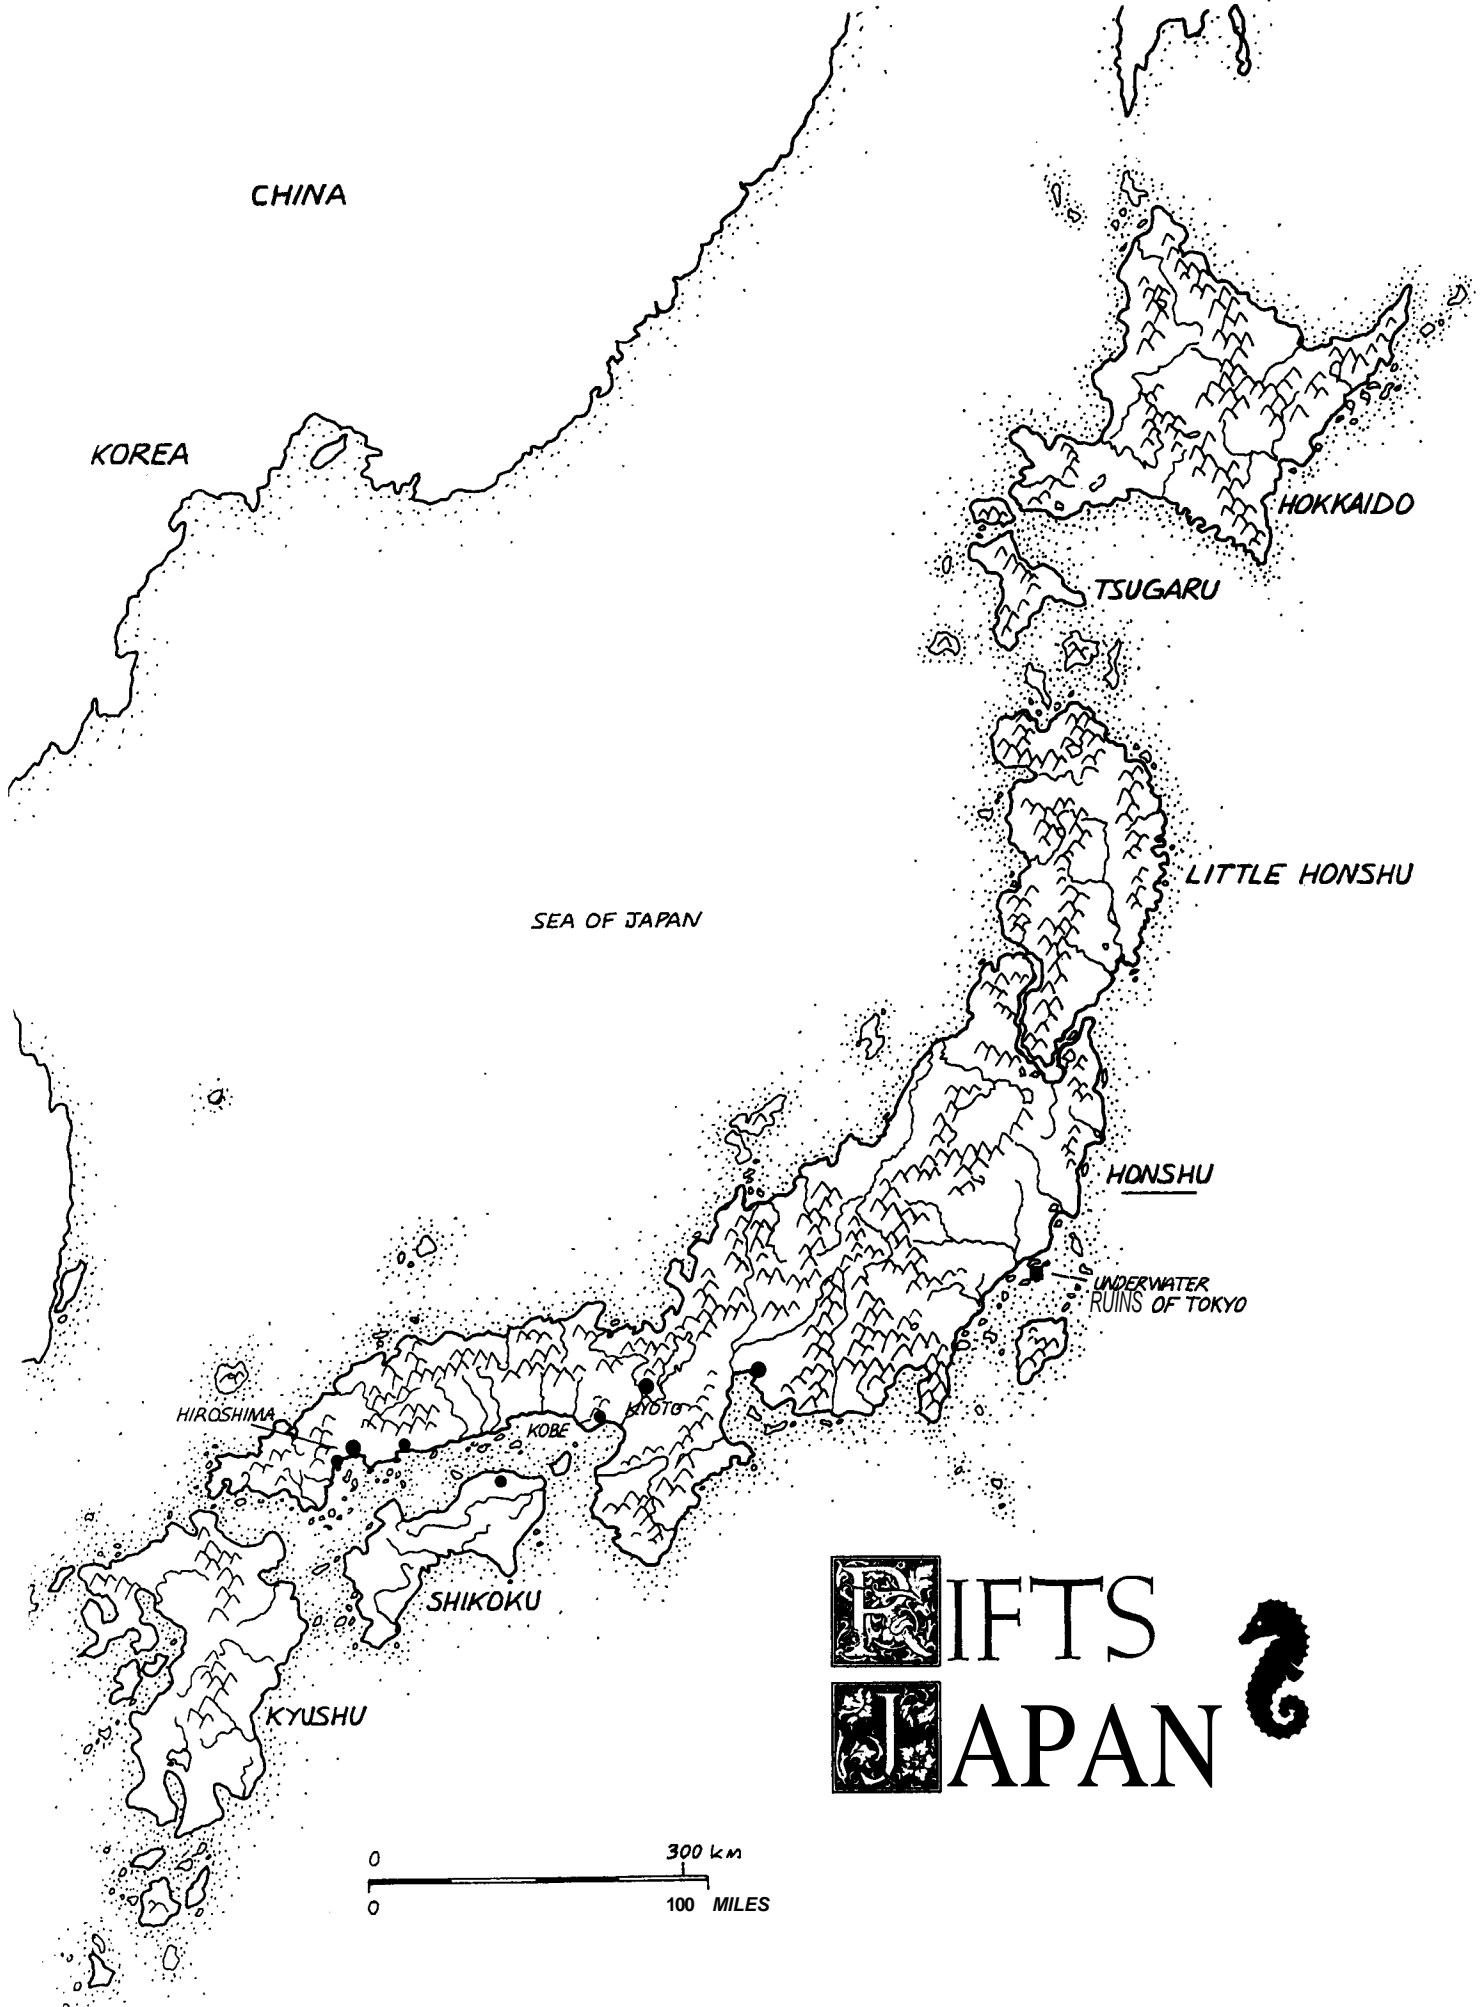 CHINA
KOREA
HOKKAIDO
TSUGARU
LITTLE HONSHU
SEA OF JAPAN
HONSHU
UNDERWATER
RUINS OF TOKYO
HIROSHIMA
KYOTO
KOBE
SHIKOKU
KYUSHU
RIFTS
JAPAN
0 300 km
0 100 MILES